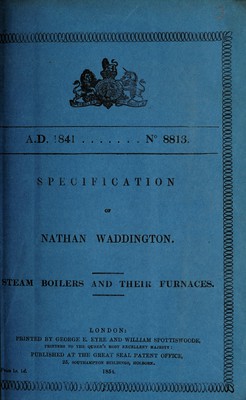 A.D. 1841 . . . . . . . N° 8813.
SPECIFICATION
OF
NATHAN WADDINGTON.
STEAM BOILERS AND THEIR FURNACES.
LONDON:
PRINTED BY GEORGE E. EYRE AND WILLIAM SPOTTISWOODE,
PRINTERS TO THE QUEEN'S MOST EXCELLENT MAJESTY:
PUBLISHED AT THE GREAT SEAL PATENT OFFICE,
25, SOUTHAMPTON BUILDINGS, HOLBORN.